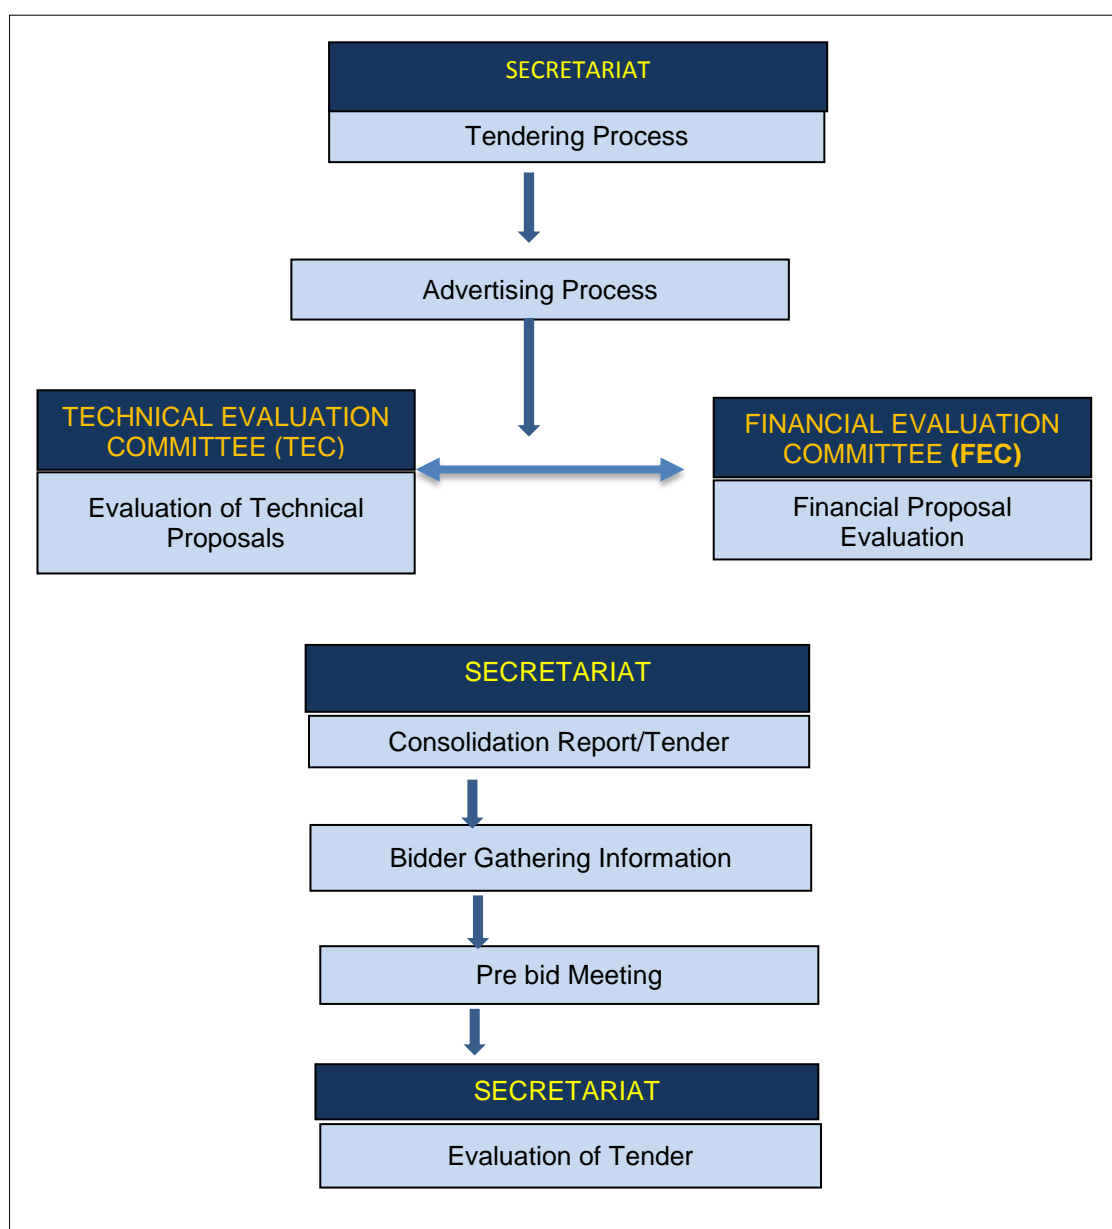 SECRETARIAT
Tendering Process
Advertising Process
TECHNICAL EVALUATION
COMMITTEE (TEC)
Evaluation of Technical
Proposals
FINANCIAL EVALUATION
COMMITTEE (FEC)
Financial Proposal
Evaluation
SECRETARIAT
Consolidation Report/Tender
Bidder Gathering Information
Pre bid Meeting
SECRETARIAT
Evaluation of Tender